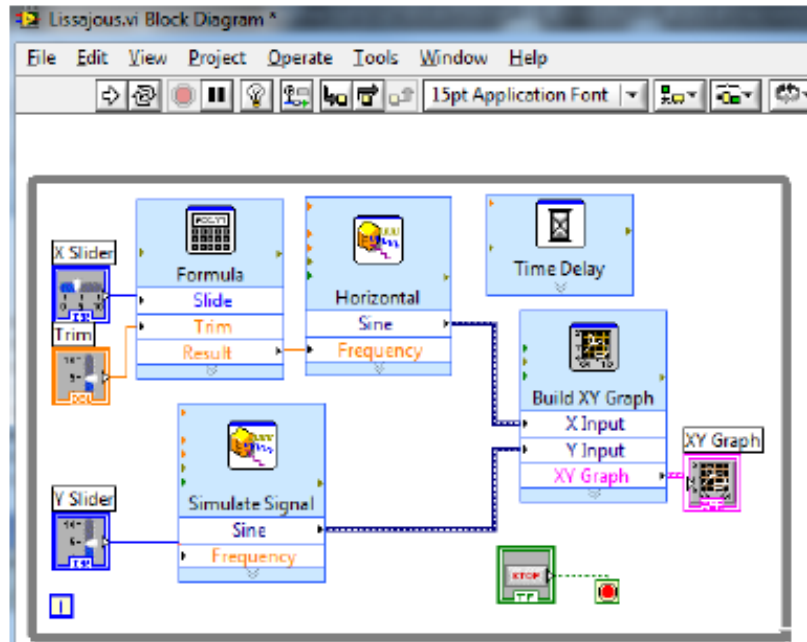 Lissajous.vi Block Diagram *
File Edit View Project Operate Tools Window Help
15pt Application Font
X Slider
Formula
Slide
Trim
Result
Horizontal
Sine
Frequency
Time Delay
Trim
Build XY Graph
X Input
Y Input
XY Graph
XY Graph
Simulate Signal
Sine
Frequency
Y Slider
STOP
TF
i